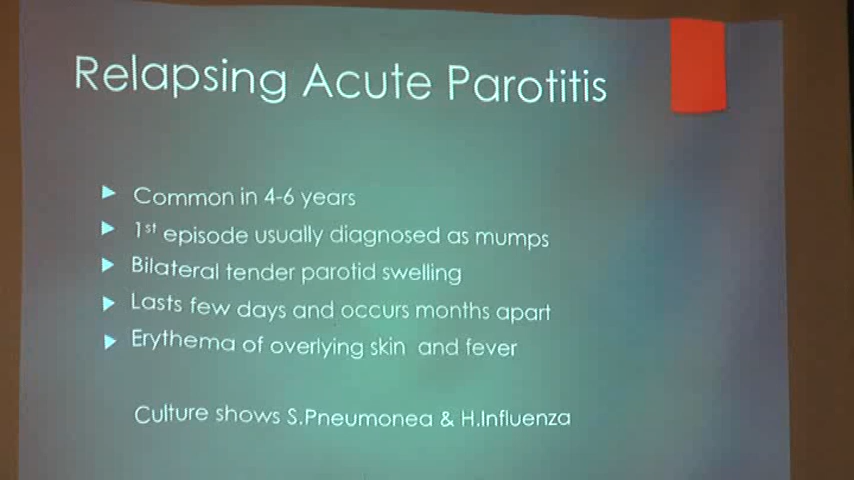 Relapsing Acute Parotitis
Common in 4-6 years
1st episode usually diagnosed as mumps
Bilateral tender parotid swelling
Lasts few days and occurs months apart
Erythema of overlying skin and fever
Culture shows S.Pneumonea & H.Influenza